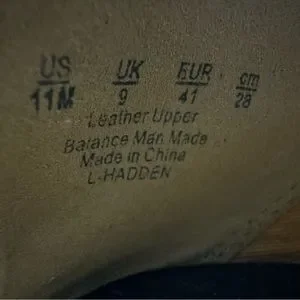 US UK EUR cm
11M 9 41 28
Leather Upper
Balance Man Made
Made in China
L-HADDEN